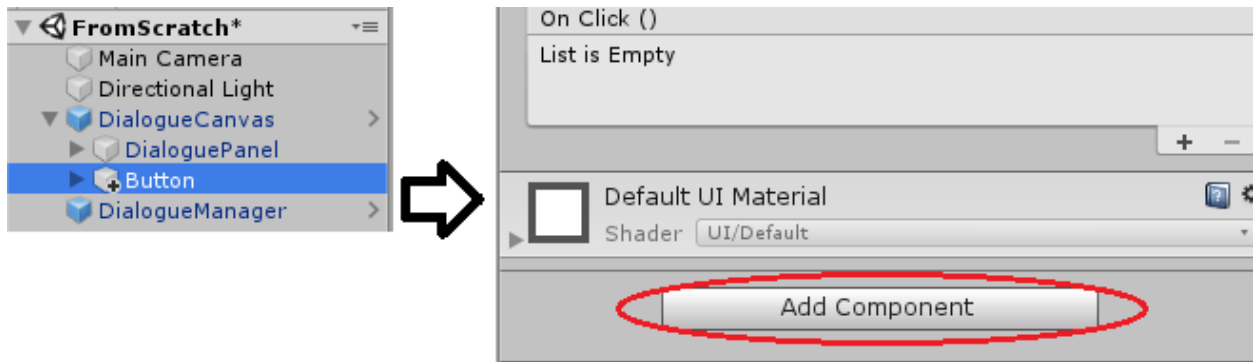 FromScratch*
Main Camera
Directional Light
DialogueCanvas
DialoguePanel
Button
DialogueManager
On Click ()
List is Empty
Default UI Material
Shader UI/Default
Add Component